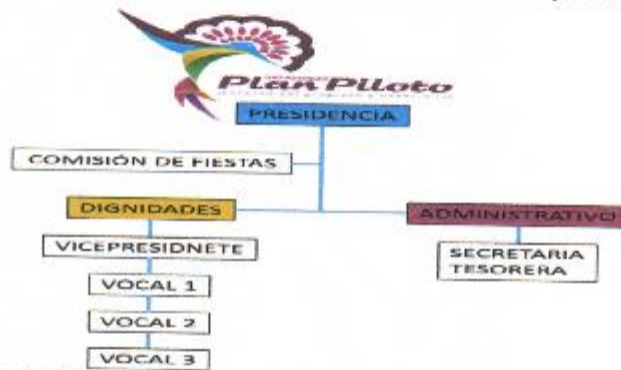 Plan Piloto
PRESIDENCIA
COMISIÓN DE FIESTAS
DIGNIDADES
ADMINISTRATIVO
VICEPRESIDNETE
SECRETARIA
TESORERA
VOCAL 1
VOCAL 2
VOCAL 3